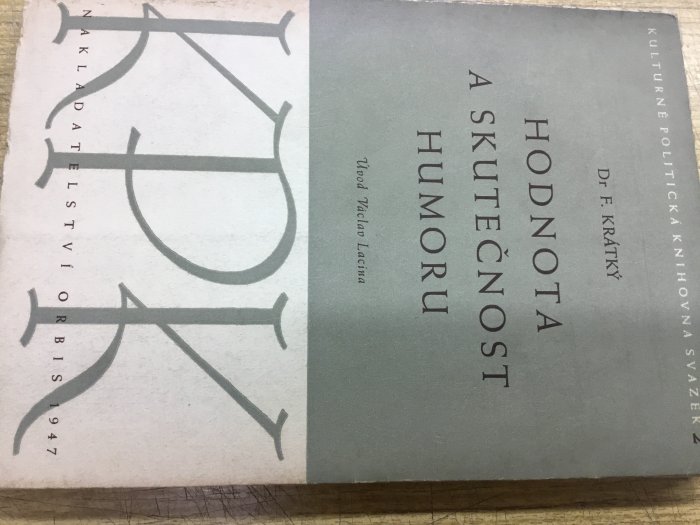 KULTURNĚ POLITICKÁ KNIHOVNA SVAZEK 2
Dr F. KRÁTKÝ
HODNOTA
A SKUTEČNOST
HUMORU
Úvod Václav Lacina
KPK
NAKLADATELSTVÍ ORBIS 1947